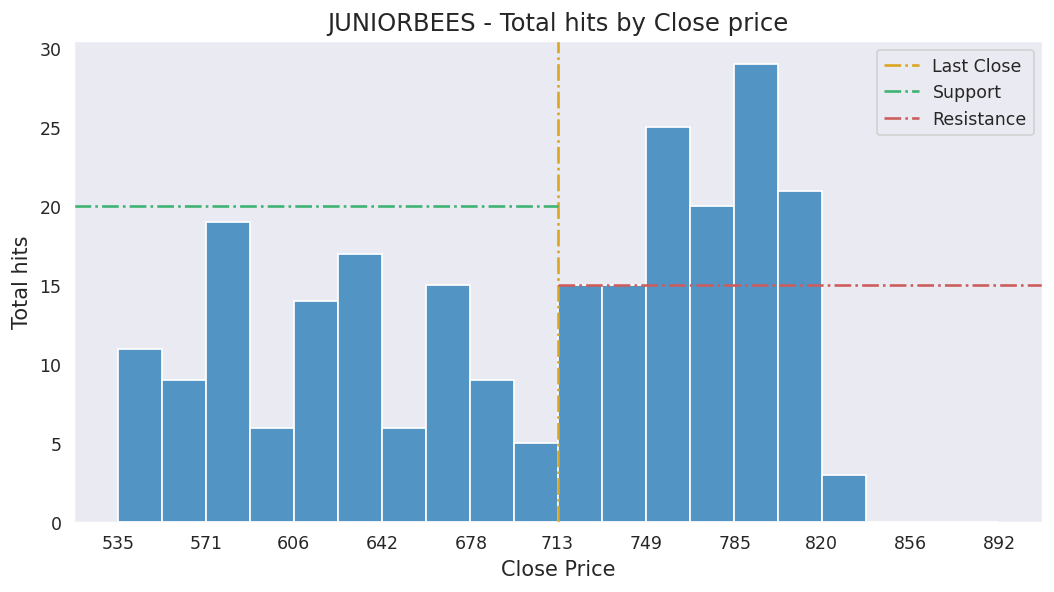 JUNIORBEES - Total hits by Close price
30
25
20
15
10
5
0
Total hits
Last Close
Support
Resistance
535 571 606 642 678 713 749 785 820 856 892
Close Price